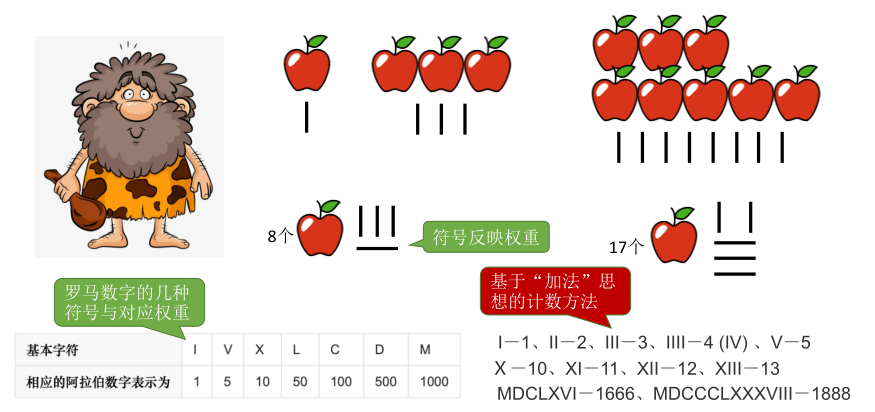 8个
符号反映权重
17个
罗马数字的几种
符号与对应权重
基于“加法”思
想的计数方法
基本字符 I V X L C D M
相应的阿拉伯数字表示为 1 5 10 50 100 500 1000
I－1、II－2、III－3、IIII－4 (IV) 、V－5
X －10、XI－11、XII－12、XIII－13
MDCLXVI－1666、MDCCCLXXXVIII－1888